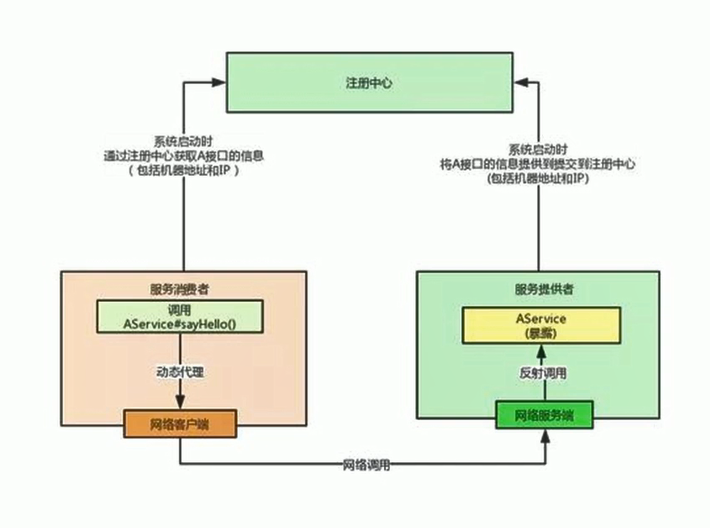 注册中心
系统启动时
通过注册中心获取A接口的信息
（包括机器地址和IP）
系统启动时
将A接口的信息提供到提交到注册中心
(包括机器地址和IP)
服务消费者
调用
AService#sayHello()
动态代理
网络客户端
服务提供者
AService
(暴露)
反射调用
网络服务端
网络调用